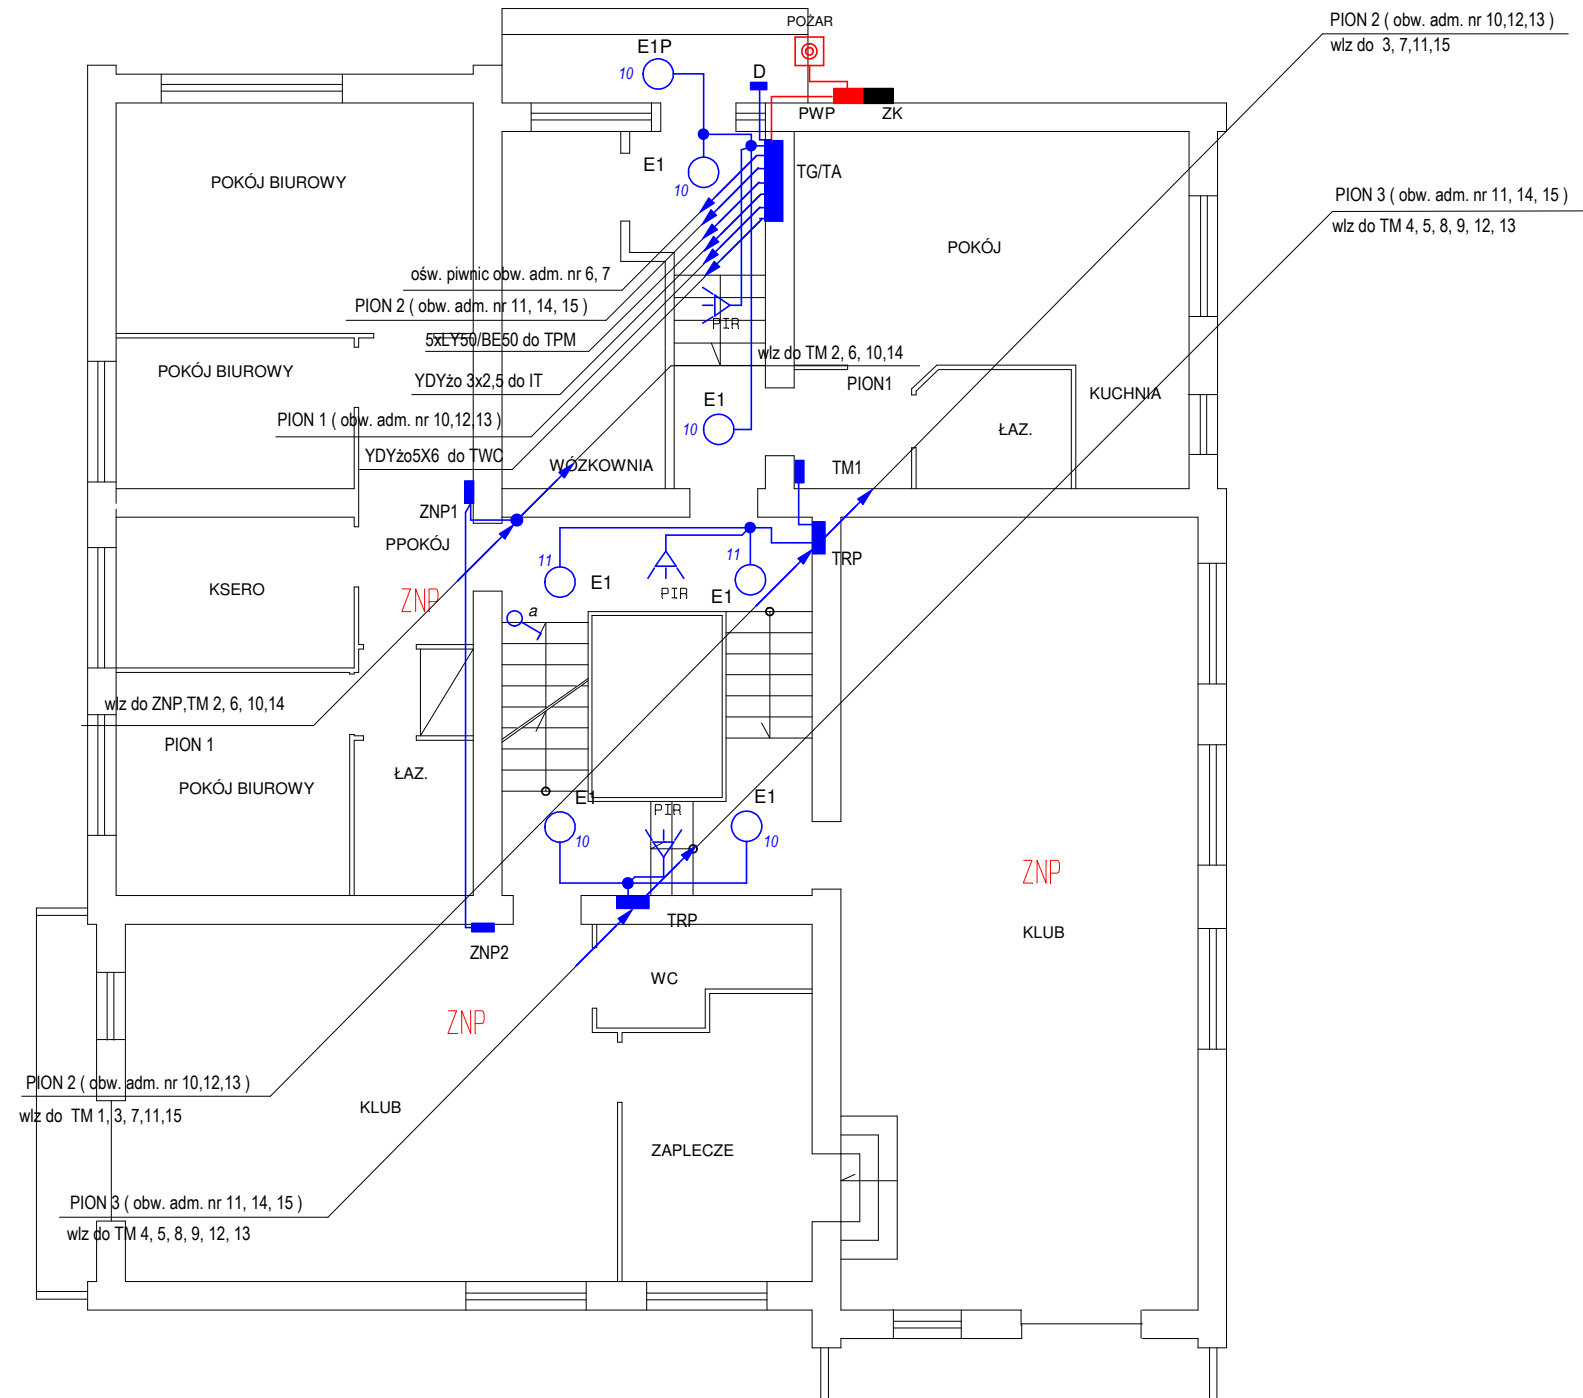 PION 2 ( obw. adm. nr 10,12,13 )
wlz do  3, 7,11,15
POŻAR
E1P
10
D
PWP
ZK
E1
10
TG/TA
POKÓJ BIUROWY
PION 3 ( obw. adm. nr 11, 14, 15 )
wlz do TM 4, 5, 8, 9, 12, 13
POKÓJ
ośw. piwnic obw. adm. nr 6, 7
PION 2 ( obw. adm. nr 11, 14, 15 )
PIR
5xLY50/BE50 do TPM
wlz do TM 2, 6, 10,14
POKÓJ BIUROWY
YDYżo 3x2,5 do IT
PION1
KUCHNIA
E1
10
PION 1 ( obw. adm. nr 10,12,13 )
ŁAZ.
YDYżo5X6  do TWC
WÓZKOWNIA
TM1
ZNP1
PPOKÓJ
11
11
TRP
KSERO
E1
PIR
E1
ZNP
a
wlz do ZNP,TM 2, 6, 10,14
PION 1
ŁAZ.
POKÓJ BIUROWY
E1
PIR
E1
10
10
ZNP
TRP
KLUB
ZNP2
WC
ZNP
PION 2 ( obw. adm. nr 10,12,13 )
wlz do  TM 1, 3, 7,11,15
KLUB
ZAPLECZE
PION 3 ( obw. adm. nr 11, 14, 15 )
wlz do TM 4, 5, 8, 9, 12, 13